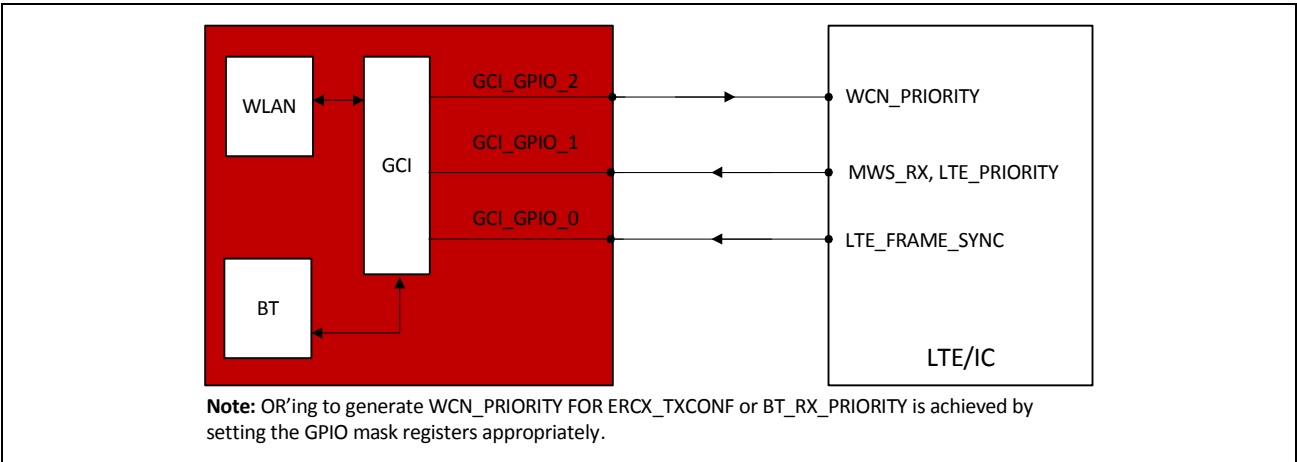 GCI_GPIO_2
WLAN
WCN_PRIORITY
GCI_GPIO_1
GCI
MWS_RX, LTE_PRIORITY
GCI_GPIO_0
LTE_FRAME_SYNC
BT
LTE/IC
Note: OR’ing to generate WCN_PRIORITY FOR ERCX_TXCONF or BT_RX_PRIORITY is achieved by
setting the GPIO mask registers appropriately.